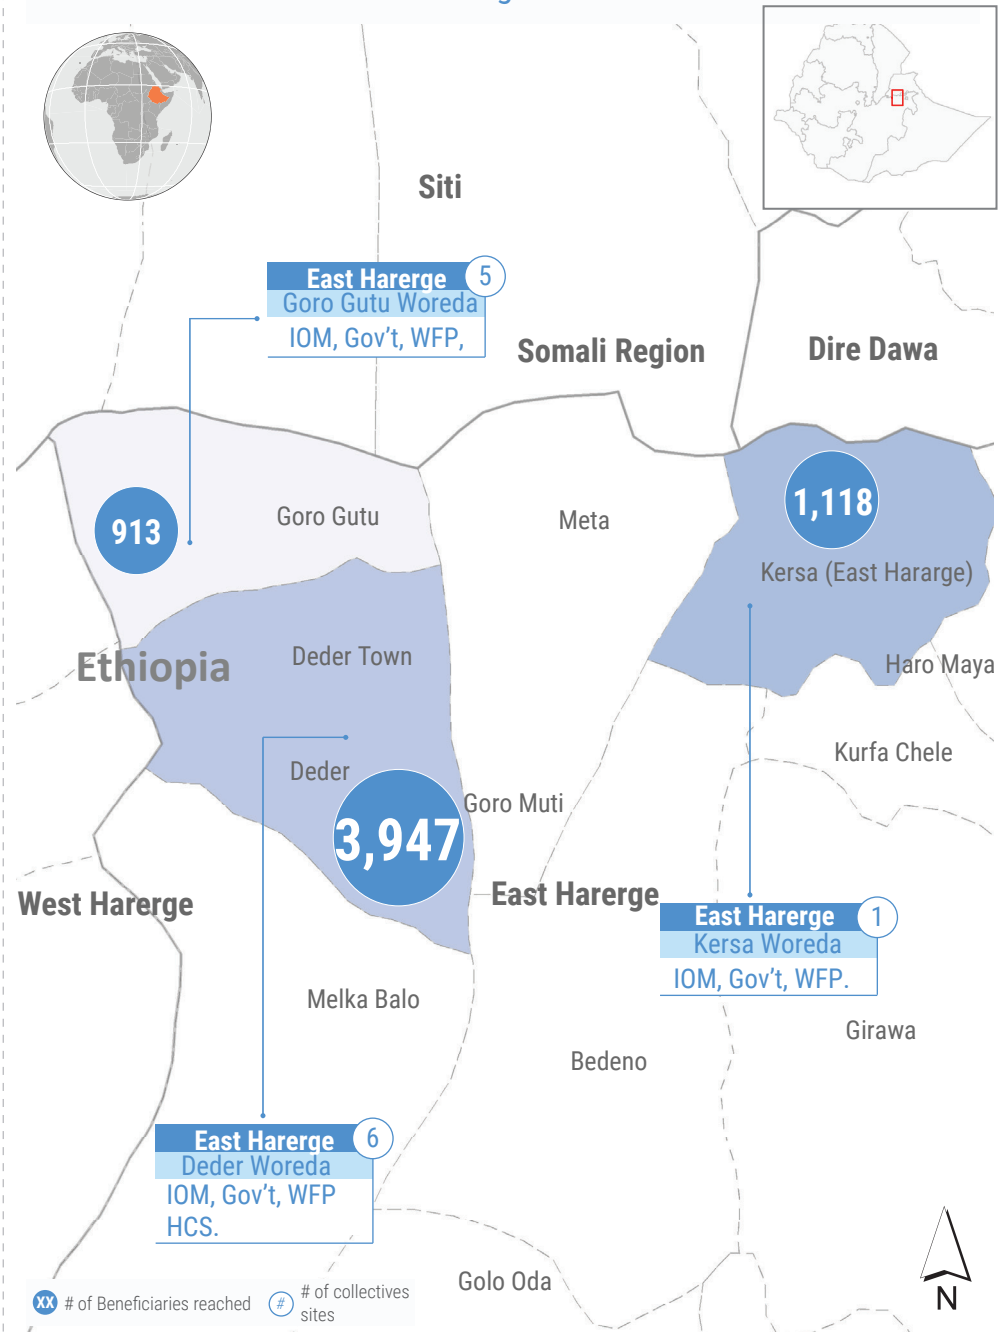 Siti
East Harerge 5
Goro Gutu Woreda
IOM, Gov't, WFP,
Somali Region
Dire Dawa
913
Goro Gutu
Meta
1,118
Kersa (East Hararge)
Ethiopia
Deder Town
Haro Maya
Deder
Kurfa Chele
Goro Muti
3,947
West Harerge
East Harerge
East Harerge 1
Kersa Woreda
IOM, Gov't, WFP.
Melka Balo
Girawa
Bedeno
East Harerge 6
Deder Woreda
IOM, Gov't, WFP
HCS.
Golo Oda
XX # of Beneficiaries reached
# # of collectives
sites
N